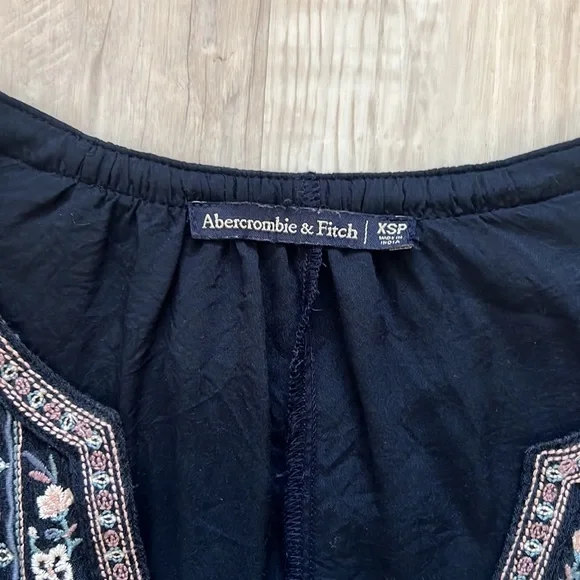 Abercrombie & Fitch | XSP
MADE IN
INDIA